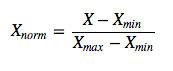 X_norm = (X − X_min) / (X_max − X_min)